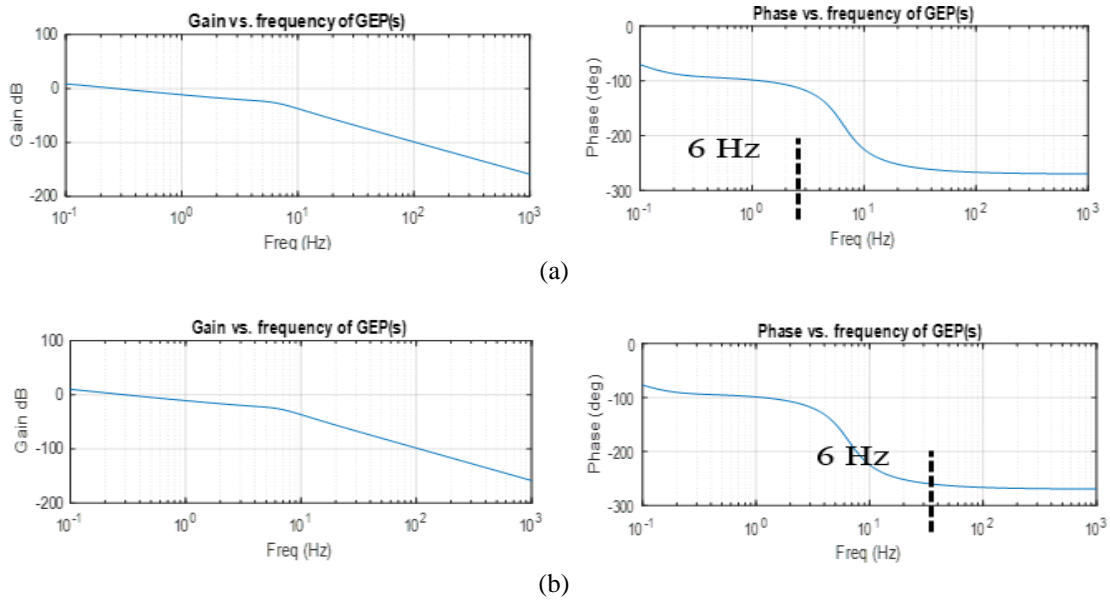 Gain vs. frequency of GEP(s)
100
0
-100
-200
Gain dB
10^-1 10^0 10^1 10^2 10^3
Freq (Hz)
Phase vs. frequency of GEP(s)
0
-100
-200
-300
Phase (deg)
6 Hz
10^-1 10^0 10^1 10^2 10^3
Freq (Hz)
(a)
Gain vs. frequency of GEP(s)
100
0
-100
-200
Gain dB
10^-1 10^0 10^1 10^2 10^3
Freq (Hz)
Phase vs. frequency of GEP(s)
0
-100
-200
-300
Phase (deg)
6 Hz
10^-1 10^0 10^1 10^2 10^3
Freq (Hz)
(b)